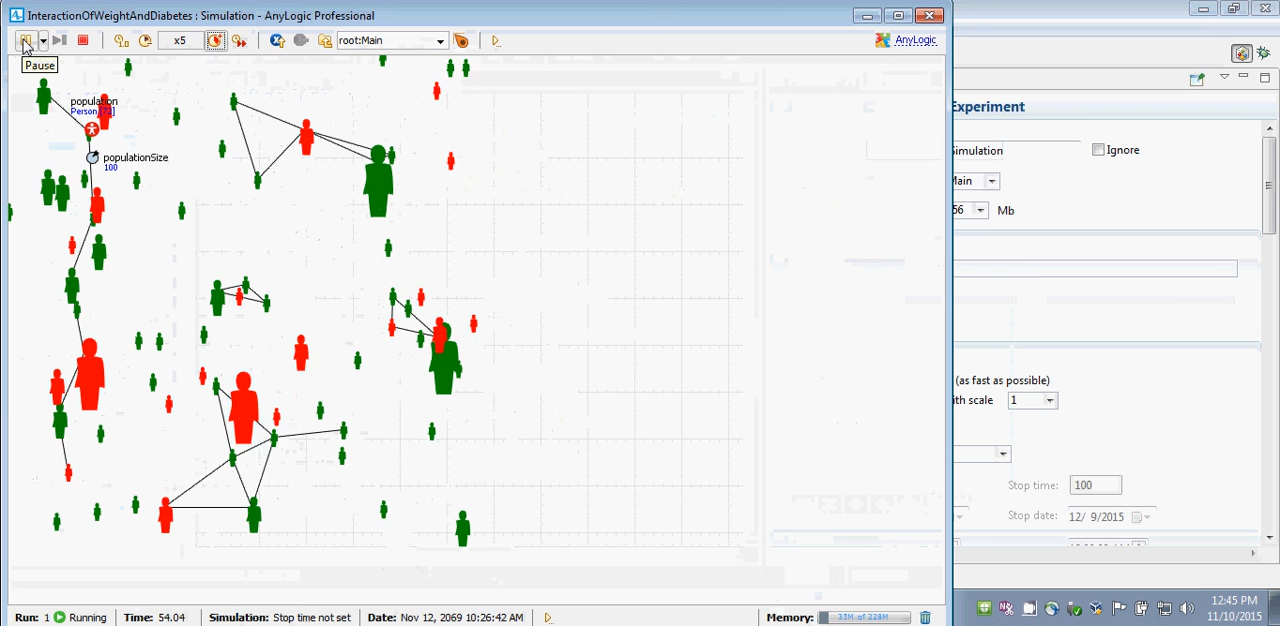 InteractionOfWeightAndDiabetes : Simulation - AnyLogic Professional
x5
root:Main
AnyLogic
Pause
population
Person [73]
populationSize
100
Experiment
Simulation
Ignore
Main
56
Mb
(as fast as possible)
ith scale
1
Stop time:
100
Stop date:
12/ 9/2015
Run: 1
Running
Time: 54.04
Simulation: Stop time not set
Date: Nov 12, 2069 10:26:42 AM
Memory:
33M of 228M
12:45 PM
11/10/2015